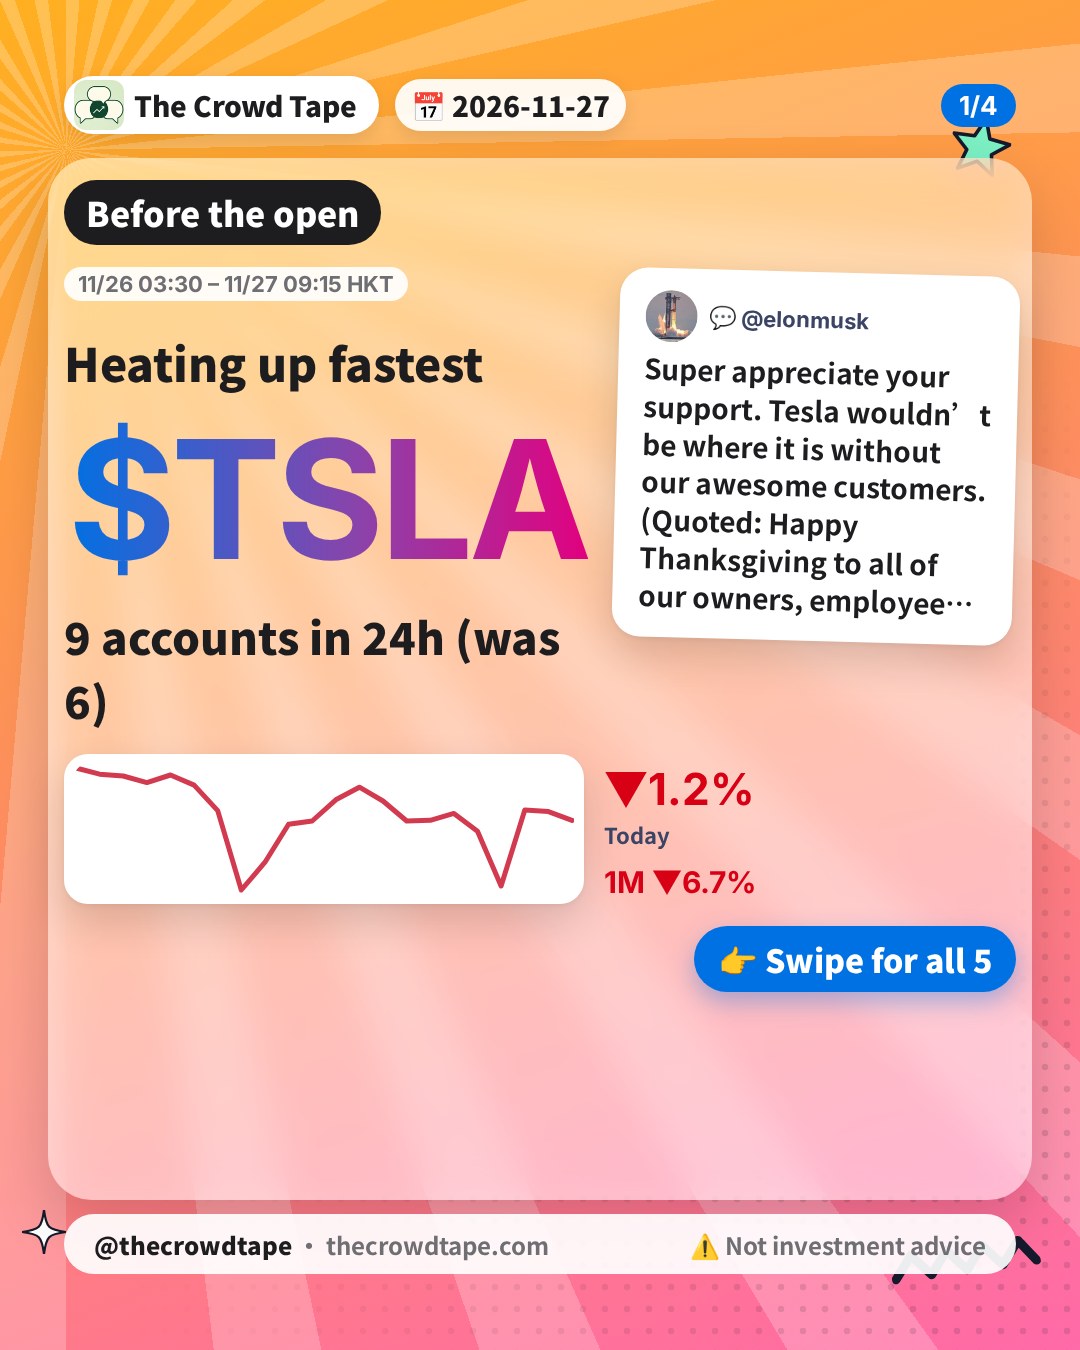 The Crowd Tape
📅 2026-11-27
1/4
Before the open
11/26 03:30 – 11/27 09:15 HKT
Heating up fastest
$TSLA
9 accounts in 24h (was
6)
💬 @elonmusk
Super appreciate your
support. Tesla wouldn’t
be where it is without
our awesome customers.
(Quoted: Happy
Thanksgiving to all of
our owners, employee…
▼1.2%
Today
1M ▼6.7%
👉 Swipe for all 5
@thecrowdtape • thecrowdtape.com
⚠️ Not investment advice